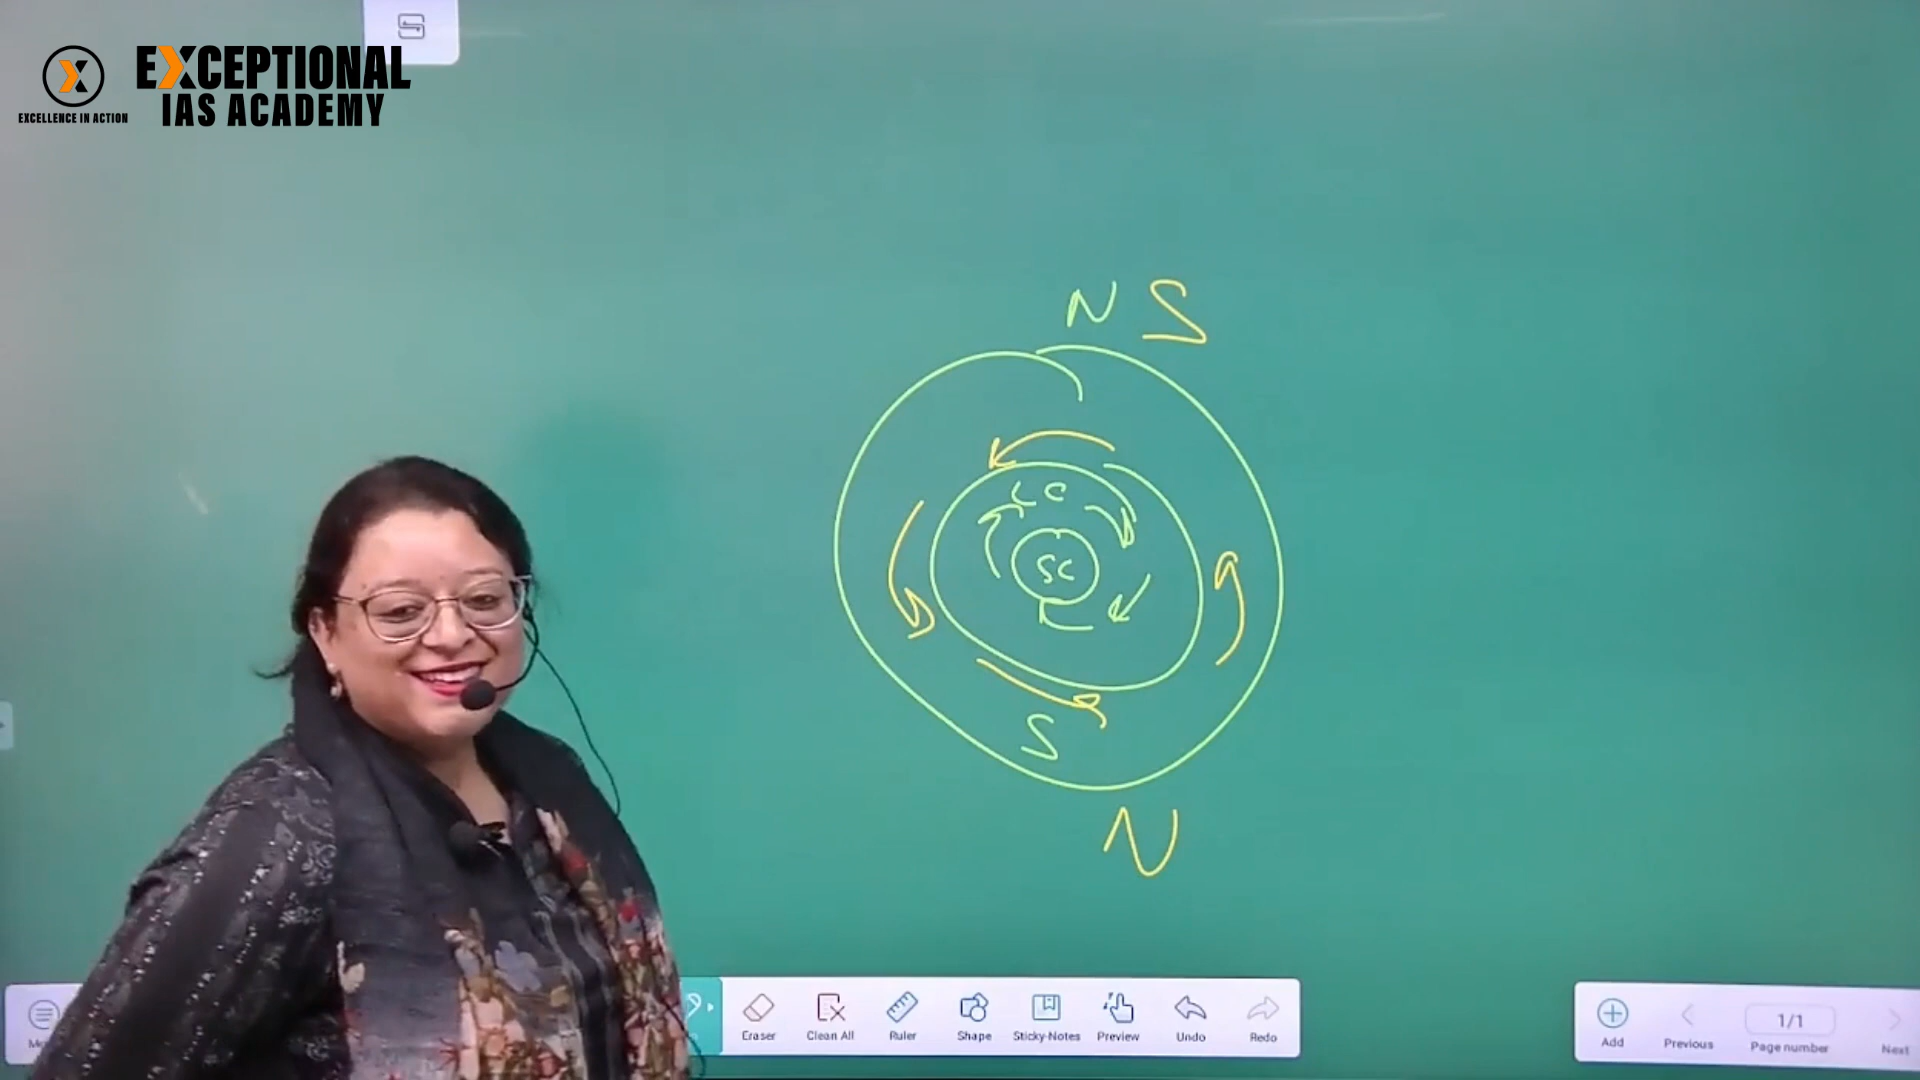 EXCEPTIONAL
IAS ACADEMY
EXCELLENCE IN ACTION
N S
LC
SC
S
N
Eraser
Clean All
Ruler
Shape
Sticky-Notes
Preview
Undo
Redo
Add
Previous
1/1
Page number
Next